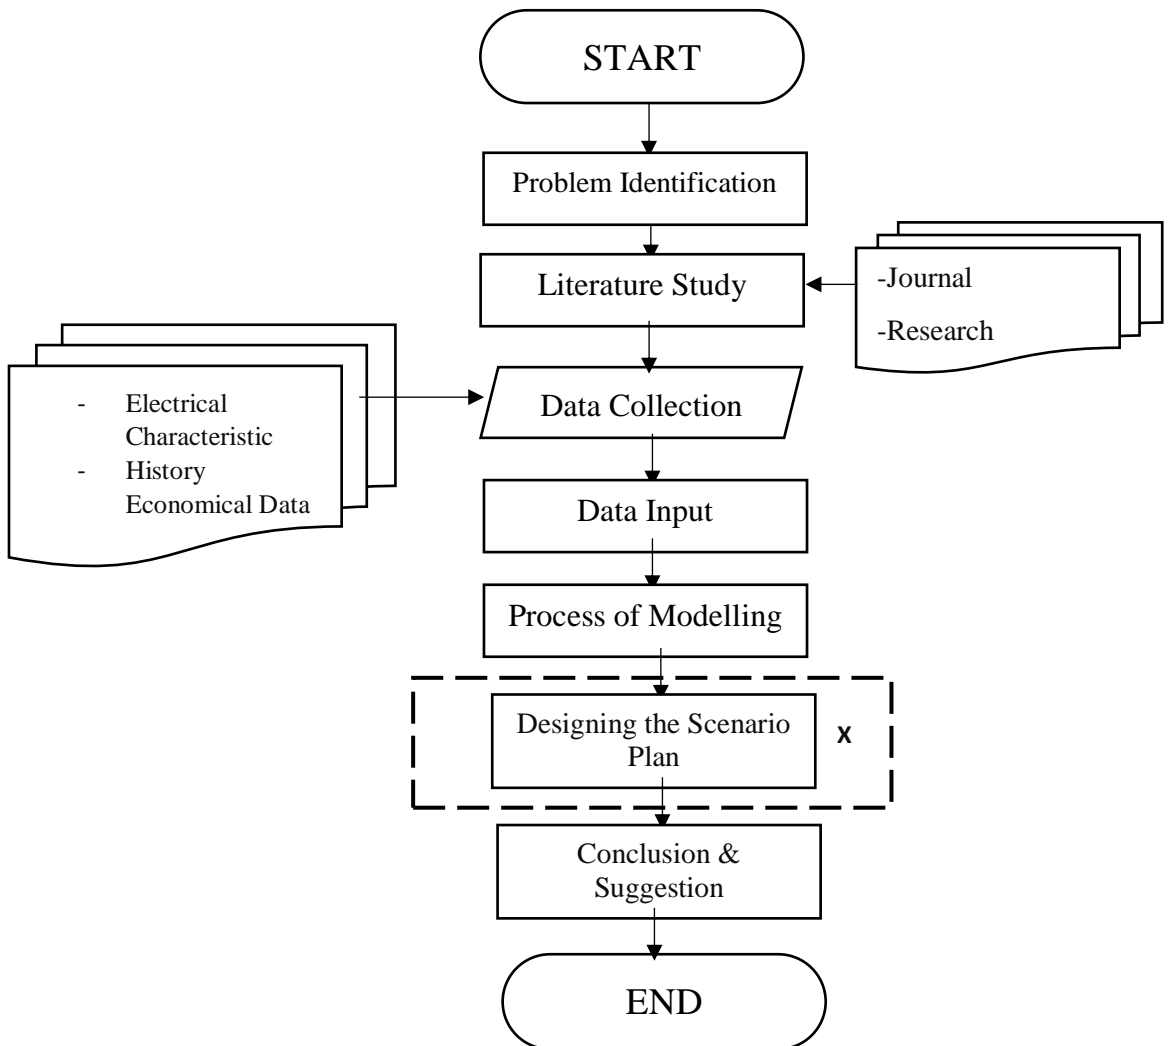 START
Problem Identification
Literature Study
-Journal
-Research
- Electrical
Characteristic
- History
Economical Data
Data Collection
Data Input
Process of Modelling
Designing the Scenario
Plan
X
Conclusion &
Suggestion
END